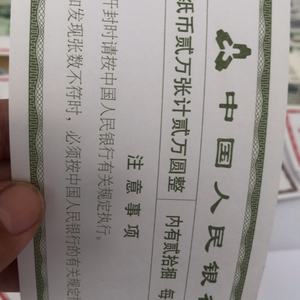 中国人民银
纸币贰万张计贰万圆整
内有贰拾捆 每
注意事项
开封时请按中国人民银行有关规定执行。
如发现张数不符时,必须按中国人民银行的有关规定